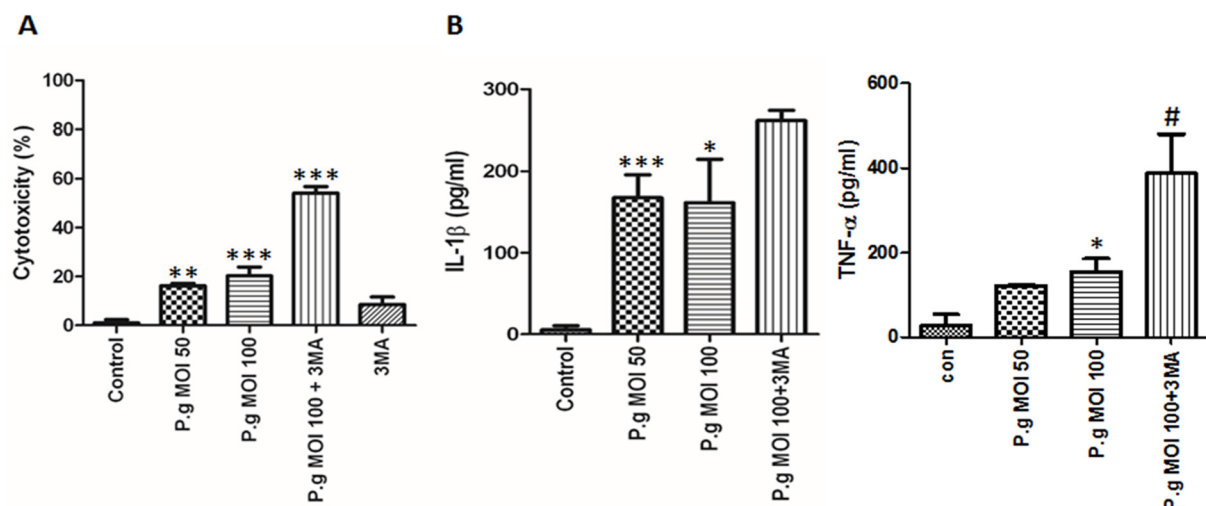 A
B
Cytotoxicity (%)
100
80
60
40
20
0
**
***
***
Control
P.g MOI 50
P.g MOI 100
P.g MOI 100 + 3MA
3MA
IL-1β (pg/ml)
300
200
100
0
***
*
Control
P.g MOI 50
P.g MOI 100
P.g MOI 100+3MA
TNF-α (pg/ml)
600
400
200
0
*
#
con
P.g MOI 50
P.g MOI 100
P.g MOI 100+3MA